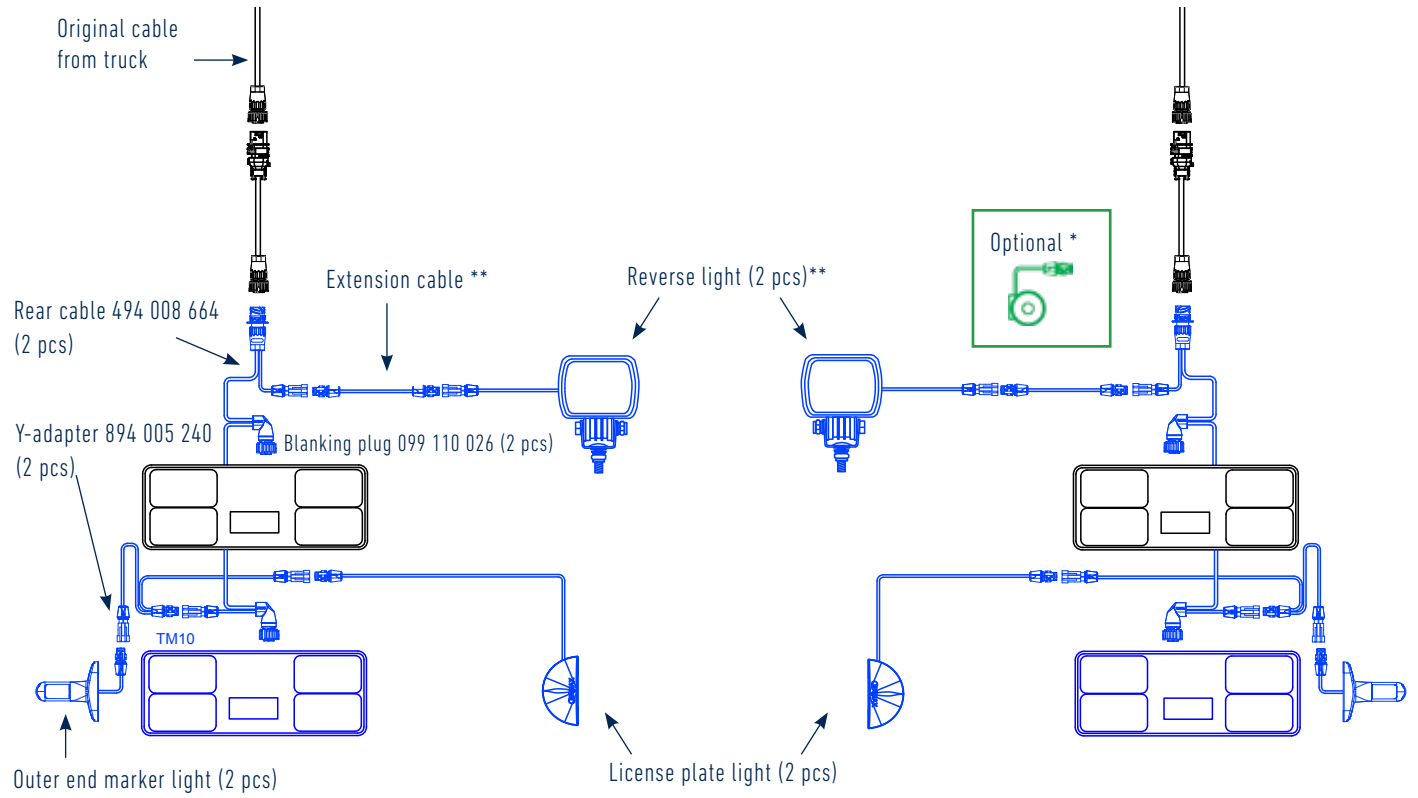 Original cable
from truck
Optional *
Extension cable **
Reverse light (2 pcs)**
Rear cable 494 008 664
(2 pcs)
Y-adapter 894 005 240
(2 pcs)
Blanking plug 099 110 026 (2 pcs)
TM10
Outer end marker light (2 pcs)
License plate light (2 pcs)